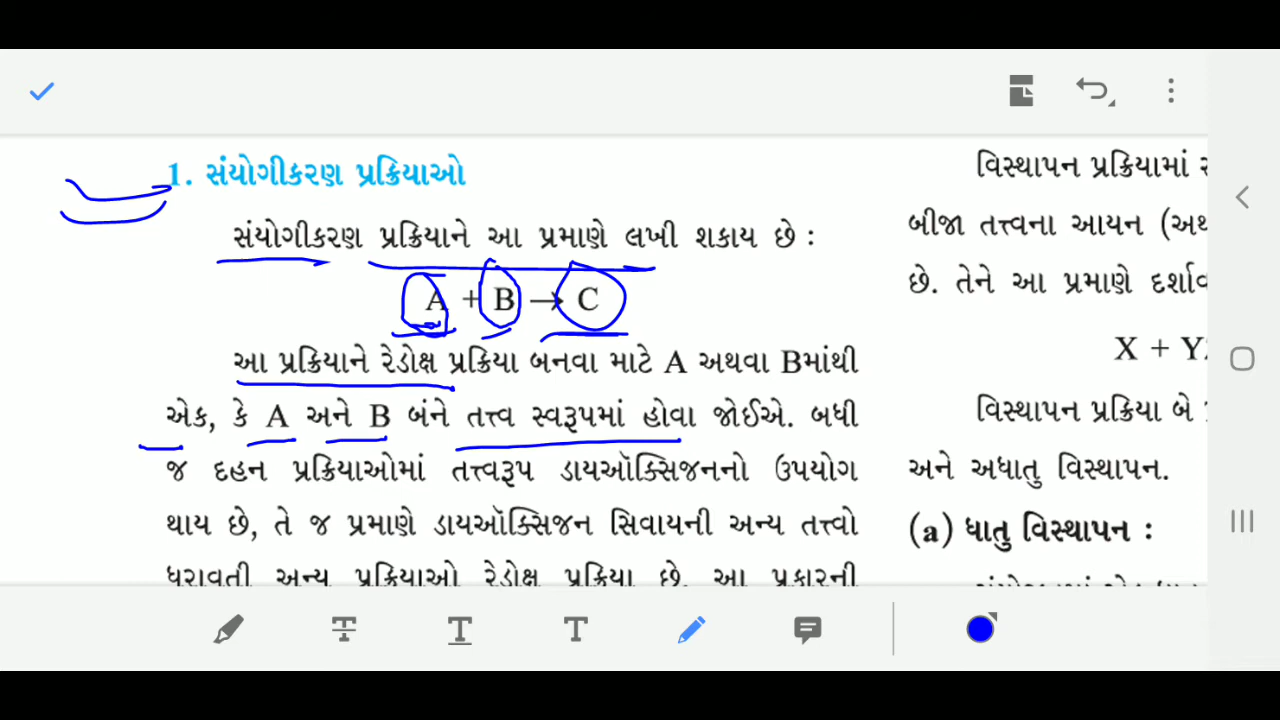 1. સંયોગીકરણ પ્રક્રિયાઓ
સંયોગીકરણ પ્રક્રિયાને આ પ્રમાણે લખી શકાય છે :
A + B → C
આ પ્રક્રિયાને રેડોક્ષ પ્રક્રિયા બનવા માટે A અથવા Bમાંથી
એક, કે A અને B બંને તત્ત્વ સ્વરૂપમાં હોવા જોઈએ. બધી
જ દહન પ્રક્રિયાઓમાં તત્ત્વરૂપ ડાયઑક્સિજનનો ઉપયોગ
થાય છે, તે જ પ્રમાણે ડાયઑક્સિજન સિવાયની અન્ય તત્ત્વો
ધરાવતી અન્ય પ્રક્રિયાઓ રેડોક્ષ પ્રક્રિયા છે. આ પ્રકારની
વિસ્થાપન પ્રક્રિયામાં
બીજા તત્ત્વના આયન
છે. તેને આ પ્રમાણે
X + Y
વિસ્થાપન પ્રક્રિયા બે
અને અધાતુ વિસ્થાપન.
(a) ધાતુ વિસ્થાપન :